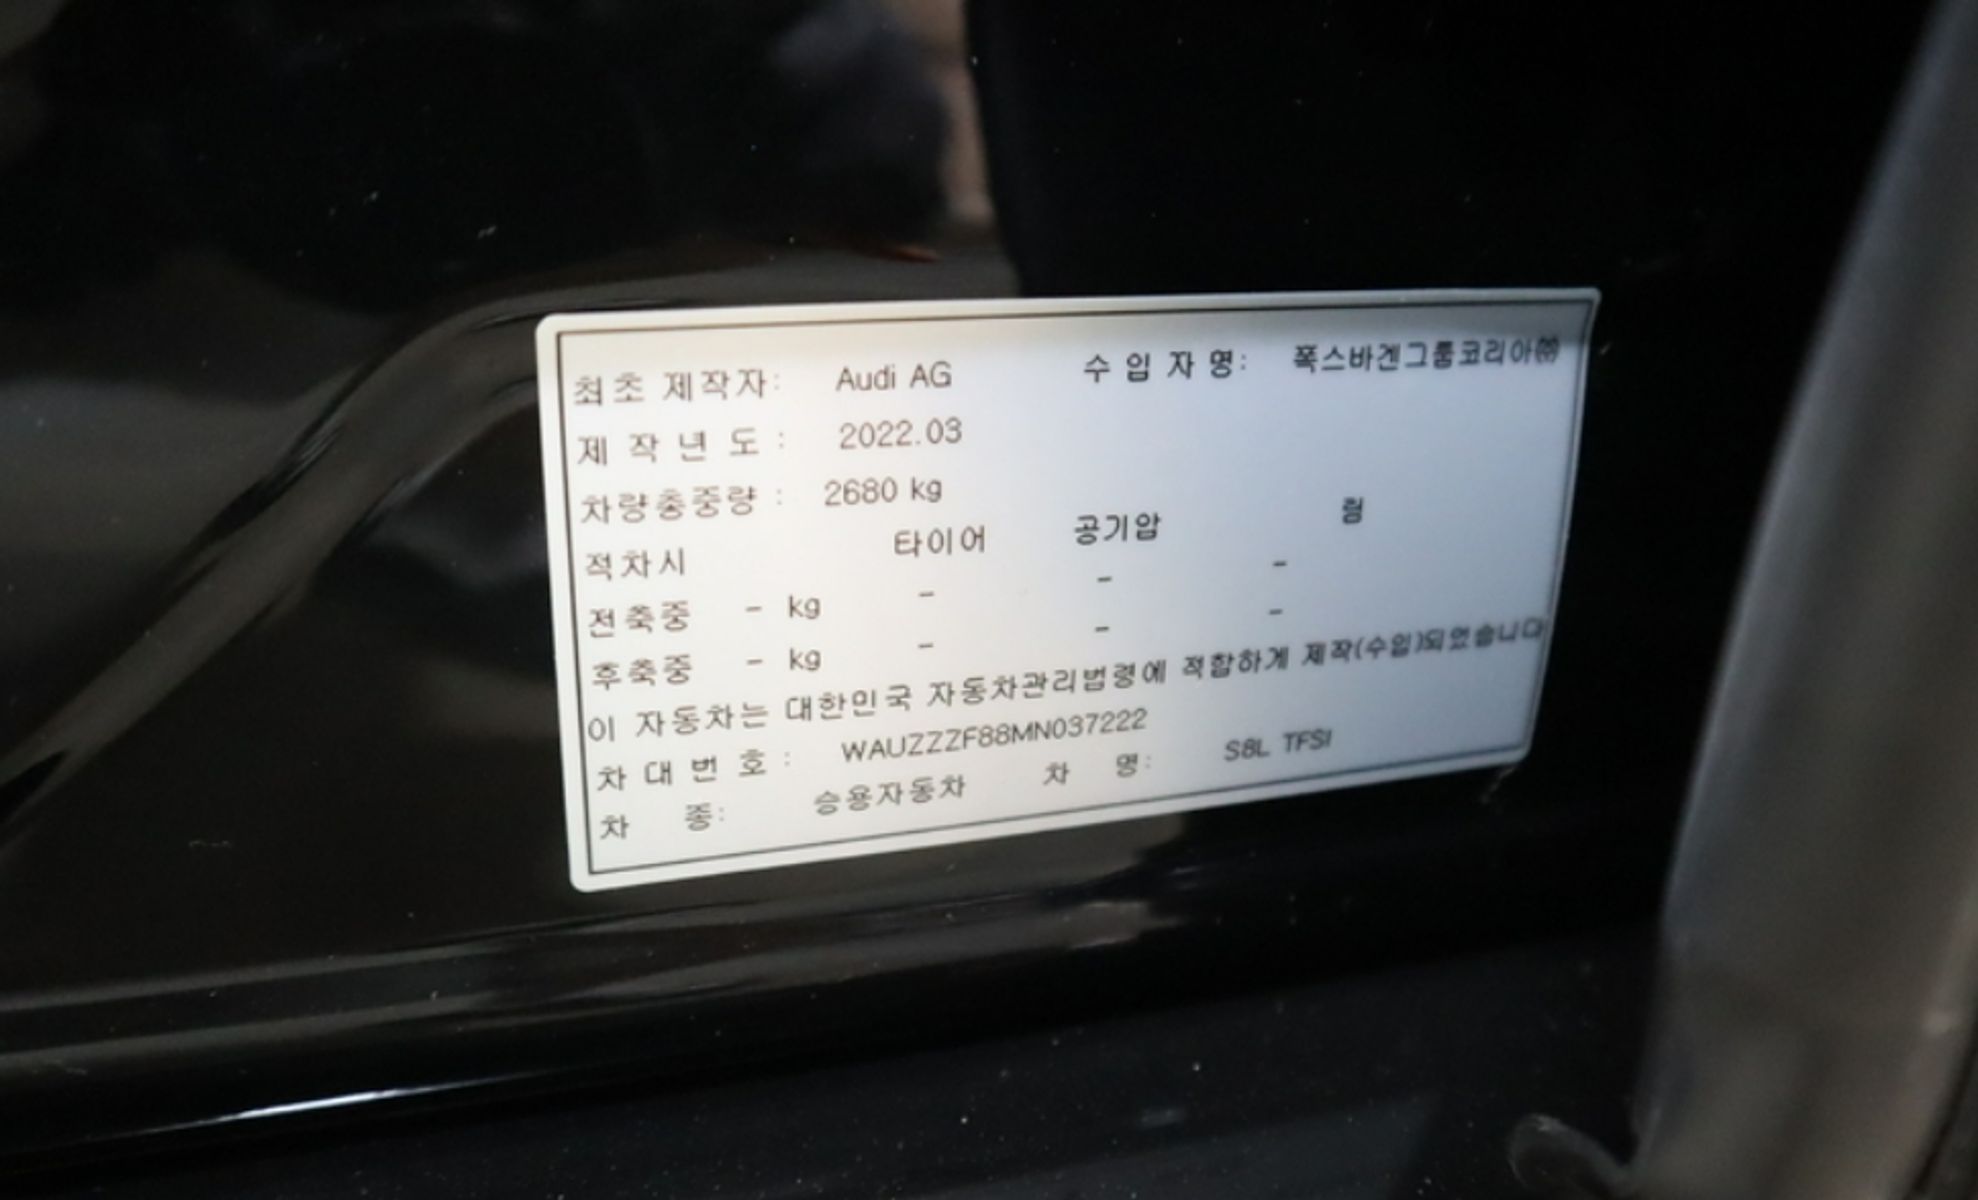 최초 제작자: Audi AG 수 입 자 명: 폭스바겐그룹코리아㈜
제 작 년 도 : 2022.03
차량총중량 : 2680 kg
적차시 타이어 공기압 림
전축중 - kg - - -
후축중 - kg - - -
이 자동차는 대한민국 자동차관리법령에 적합하게 제작(수입)되었습니다
차 대 번 호 : WAUZZZF88MN037222
차 종: 승용자동차 차 명: S8L TFSI